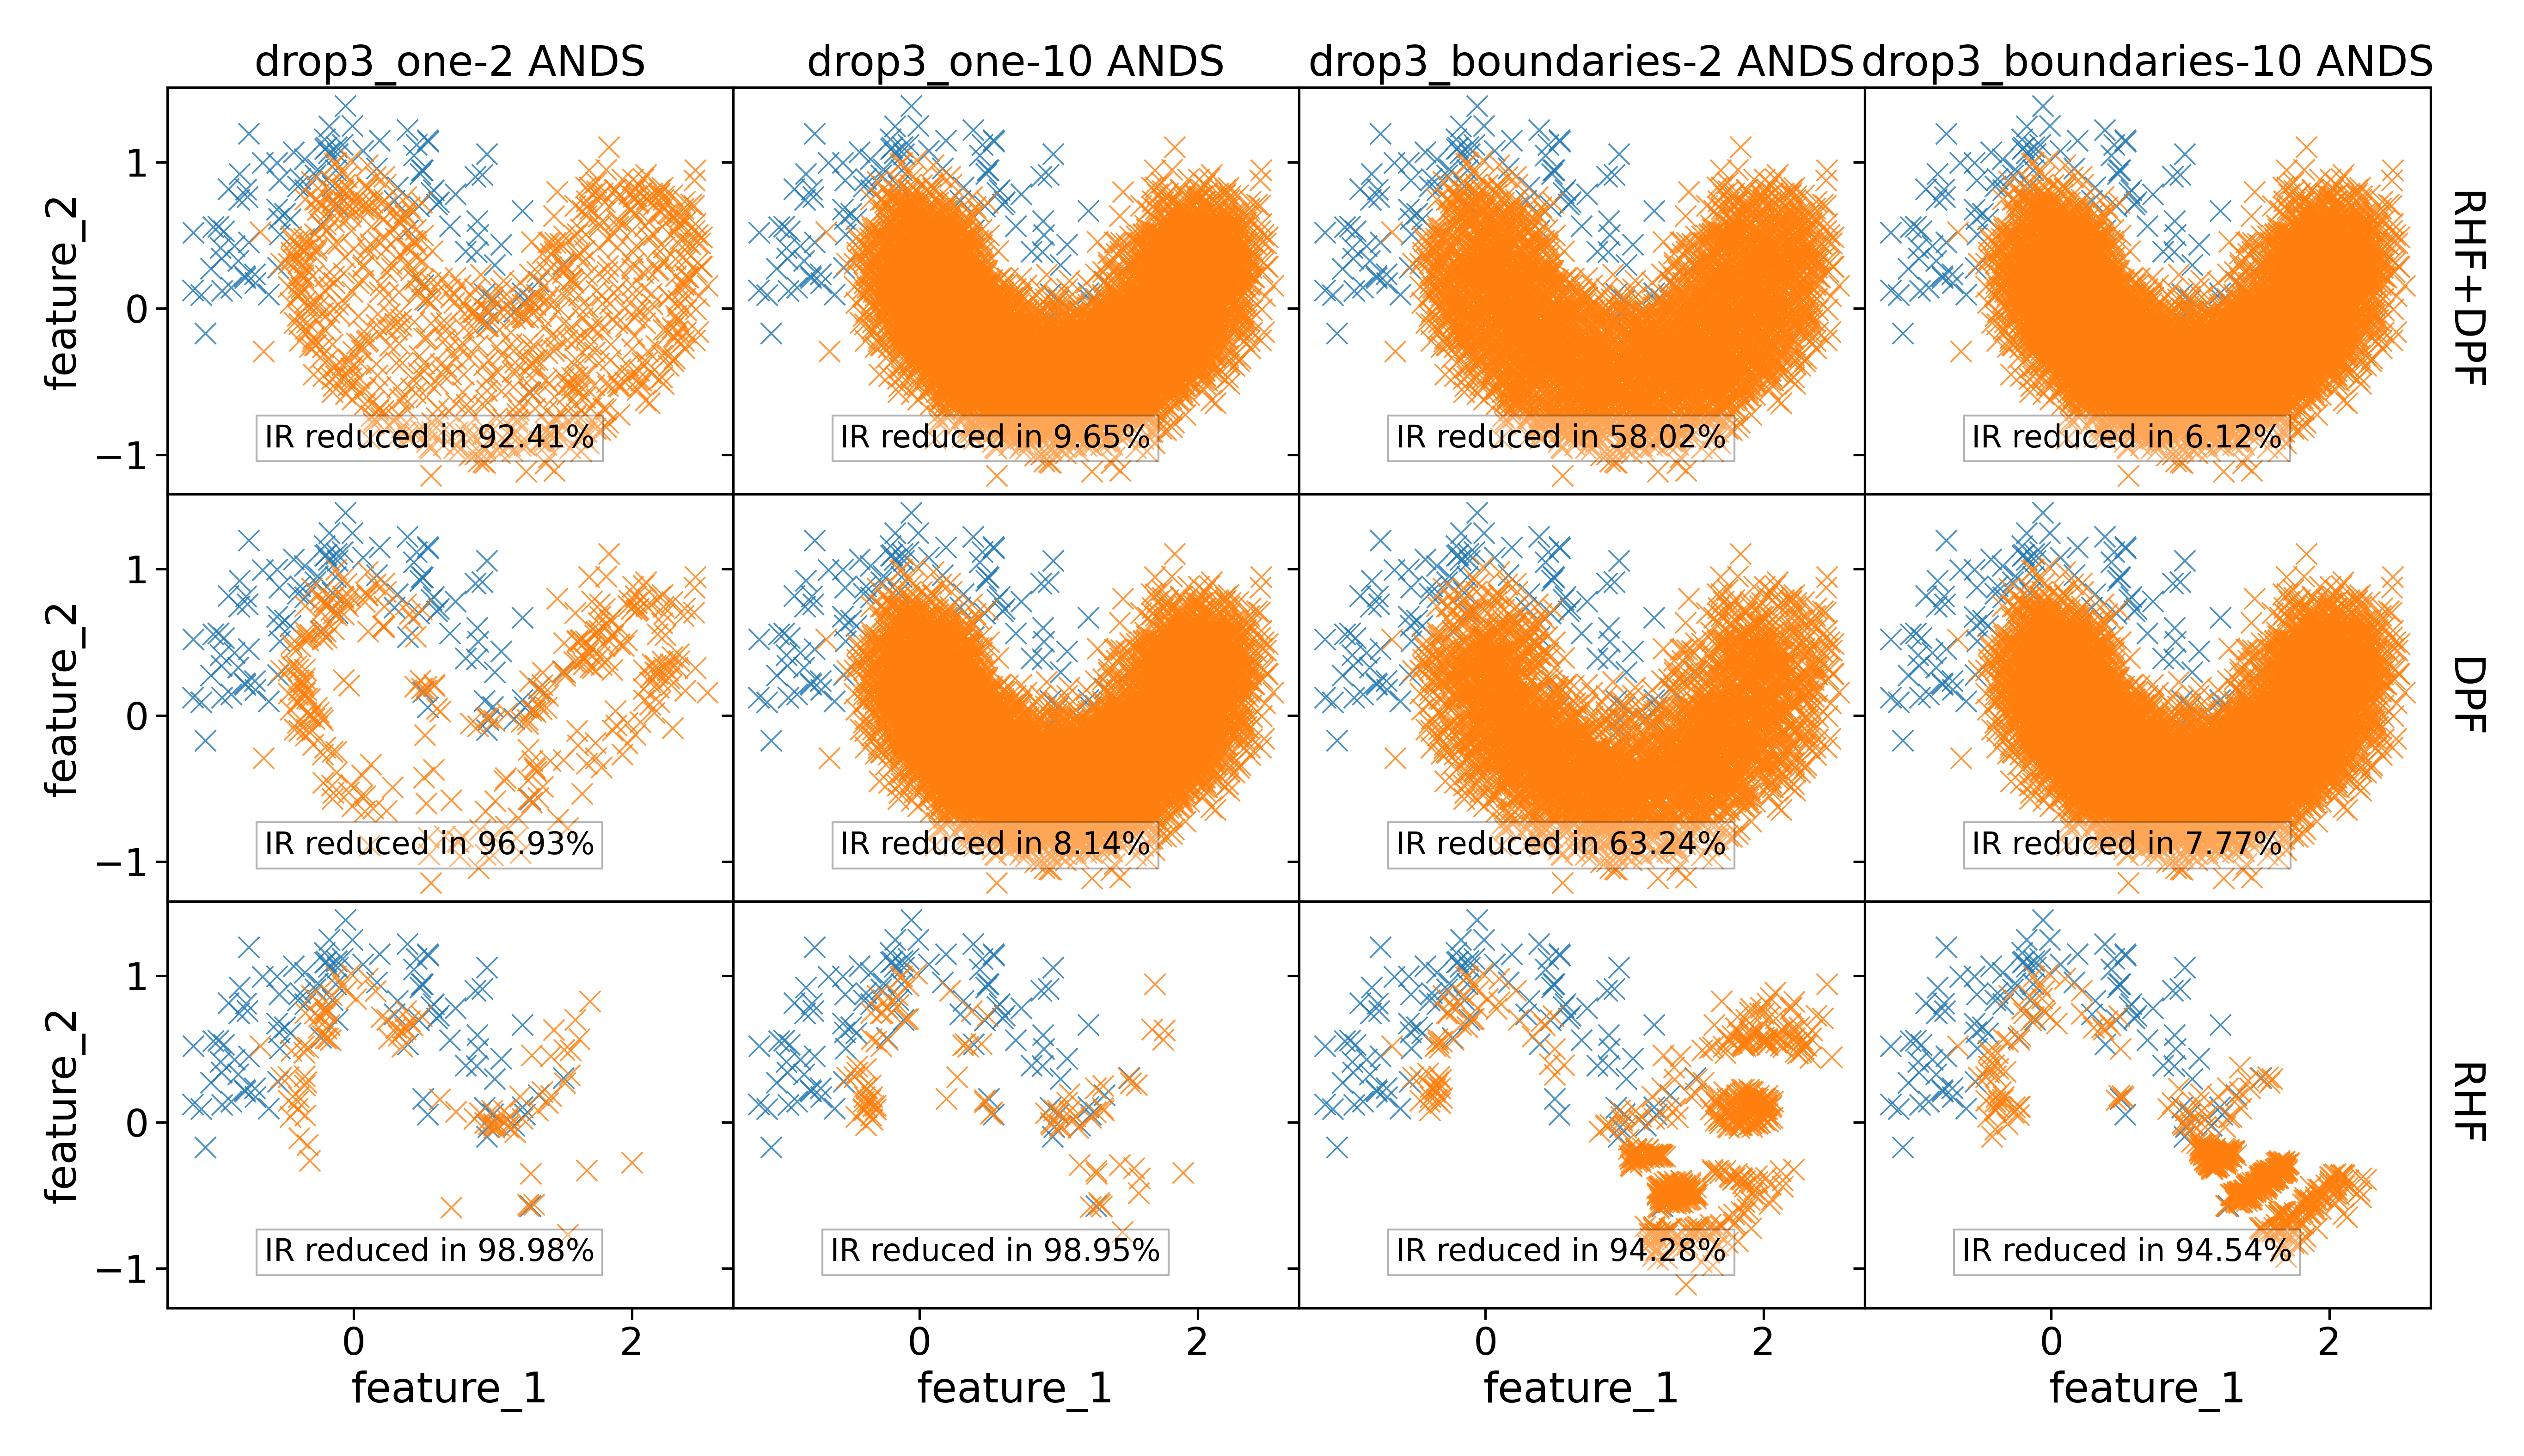 drop3_one-2 ANDS
drop3_one-10 ANDS
drop3_boundaries-2 ANDS
drop3_boundaries-10 ANDS
feature_2
1
0
−1
IR reduced in 92.41%
IR reduced in 9.65%
IR reduced in 58.02%
IR reduced in 6.12%
RHF+DPF
feature_2
1
0
−1
IR reduced in 96.93%
IR reduced in 8.14%
IR reduced in 63.24%
IR reduced in 7.77%
DPF
feature_2
1
0
−1
IR reduced in 98.98%
IR reduced in 98.95%
IR reduced in 94.28%
IR reduced in 94.54%
RHF
0 2
0 2
0 2
0 2
feature_1
feature_1
feature_1
feature_1